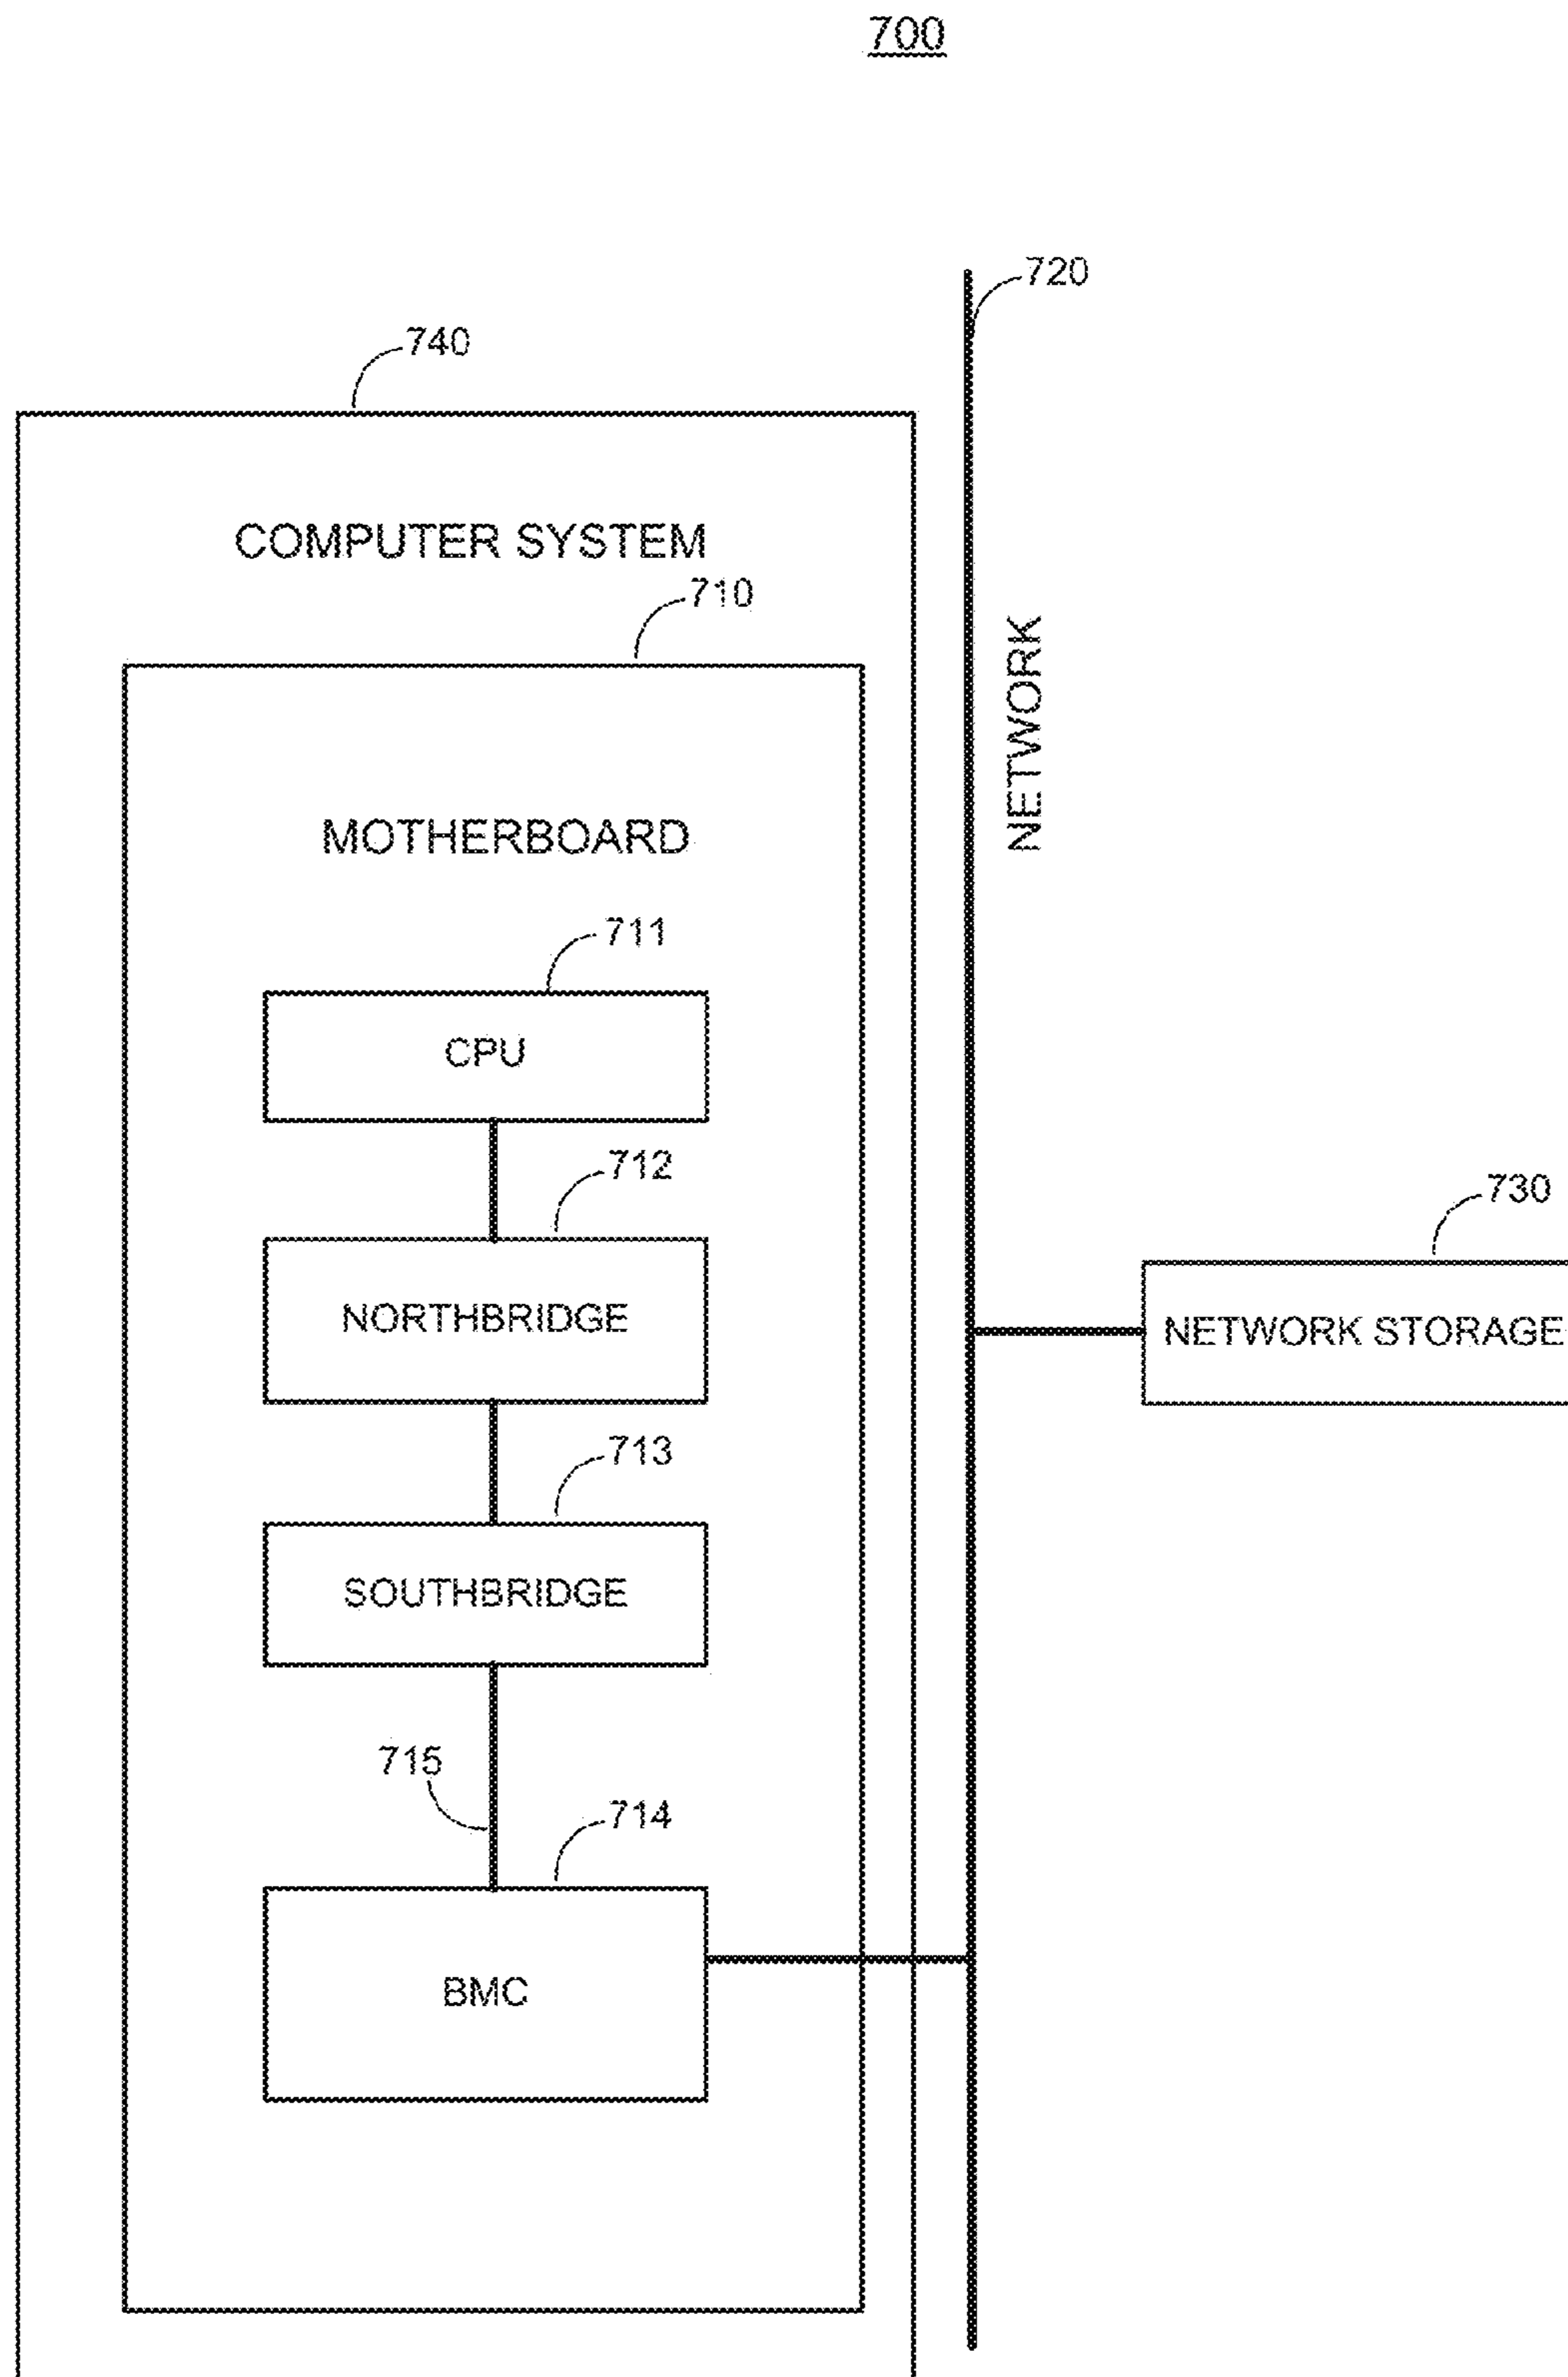 700
720
740
COMPUTER SYSTEM
710
NETWORK
MOTHERBOARD
711
CPU
712
730
NORTHBRIDGE
NETWORK STORAGE
713
SOUTHBRIDGE
715
714
BMC